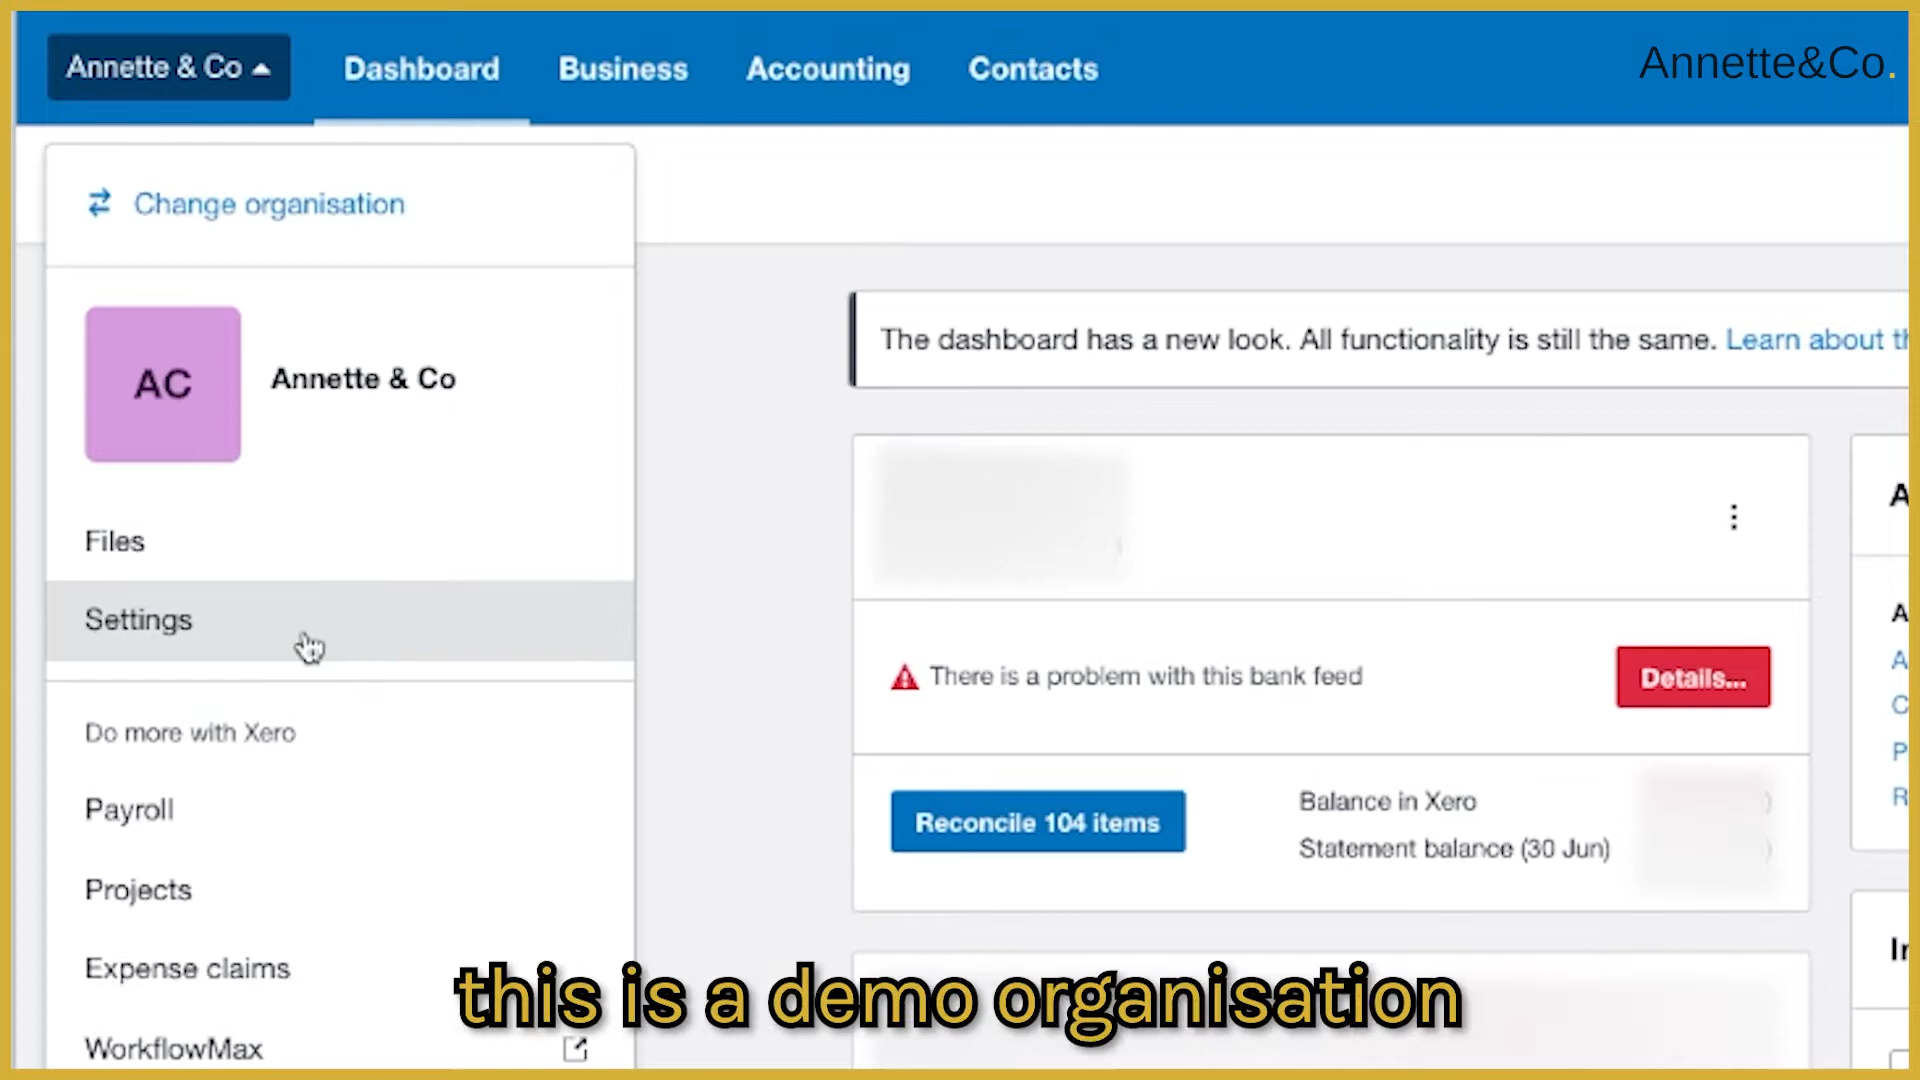 Annette & Co
Dashboard
Business
Accounting
Contacts
Annette&Co.
Change organisation
AC
Annette & Co
Files
Settings
Do more with Xero
Payroll
Projects
Expense claims
WorkflowMax
The dashboard has a new look. All functionality is still the same. Learn about
There is a problem with this bank feed
Details...
Reconcile 104 items
Balance in Xero
Statement balance (30 Jun)
this is a demo organisation